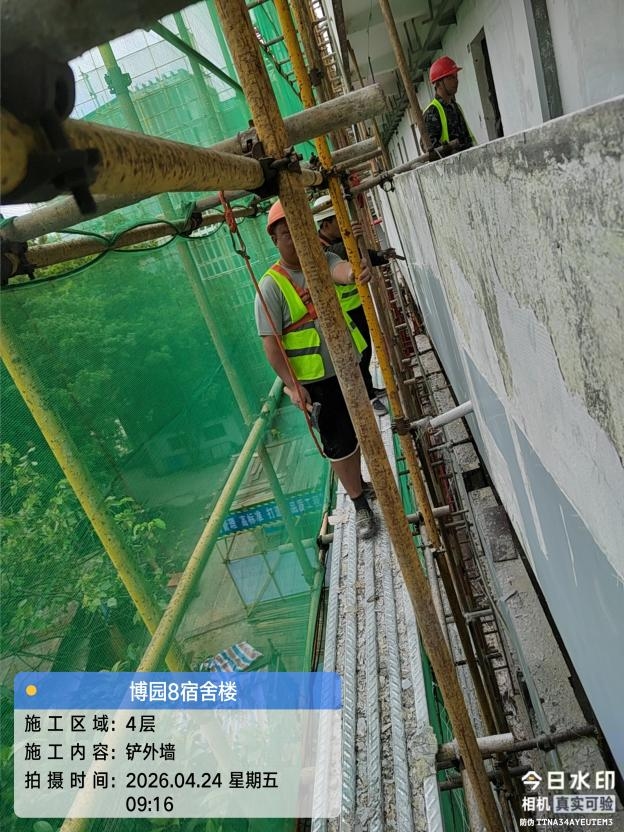 博园8宿舍楼
施工区域: 4层
施工内容: 铲外墙
拍摄时间: 2026.04.24 星期五
09:16
今日水印
相机 真实可验
防伪 TTNA34AYEUTEM3